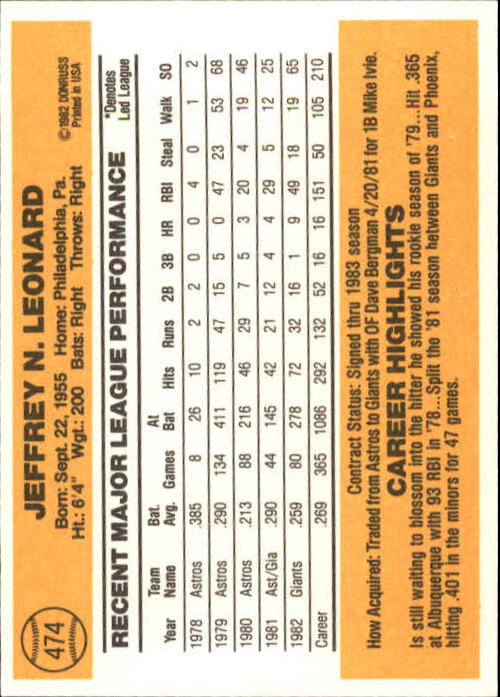 474
JEFFREY N. LEONARD
Born: Sept. 22, 1955 Home: Philadelphia, Pa.
Ht.: 6'4" Wgt.: 200 Bats: Right Throws: Right
©1982 DONRUSS
Printed in USA
RECENT MAJOR LEAGUE PERFORMANCE
*Denotes
Led League
Year Team Name Bat. Avg. Games At Bat Hits Runs 2B 3B HR RBI Steal Walk SO
1978 Astros .385 8 26 10 2 2 0 0 4 0 1 2
1979 Astros .290 134 411 119 47 15 5 0 47 23 53 68
1980 Astros .213 88 216 46 29 7 5 3 20 4 19 46
1981 Ast/Gia .290 44 145 42 21 12 4 4 29 5 12 25
1982 Giants .259 80 278 72 32 16 1 9 49 18 19 65
Career .269 365 1086 292 132 52 16 16 151 50 105 210
Contract Status: Signed thru 1983 season
How Acquired: Traded from Astros to Giants with OF Dave Bergman 4/20/81 for 1B Mike Ivie.
CAREER HIGHLIGHTS
Is still waiting to blossom into the hitter he showed his rookie season of '79...Hit .365
at Albuquerque with 93 RBI in '78...Split the '81 season between Giants and Phoenix,
hitting .401 in the minors for 47 games.